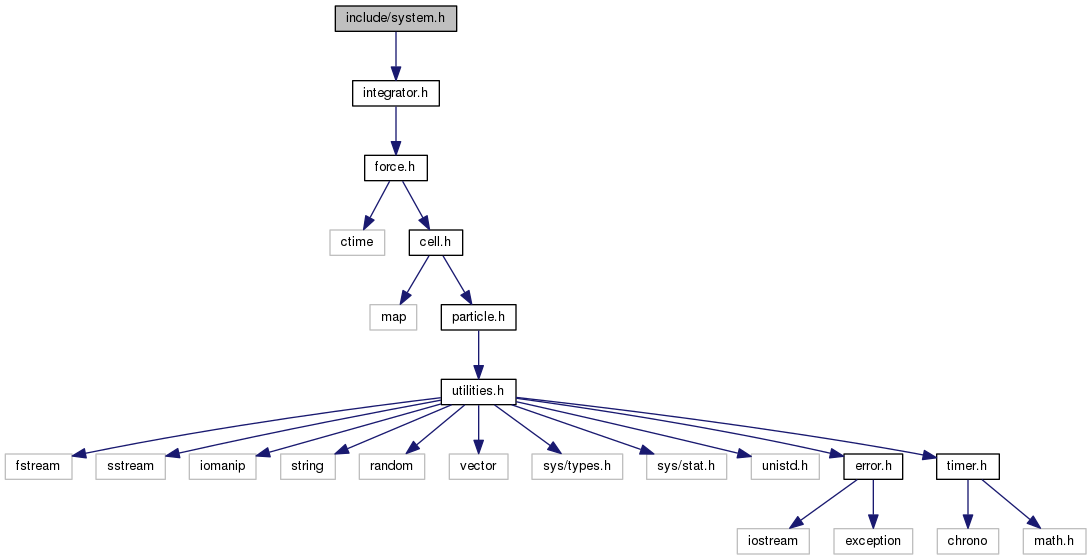 include/system.h
integrator.h
force.h
ctime
cell.h
map
particle.h
utilities.h
fstream
sstream
iomanip
string
random
vector
sys/types.h
sys/stat.h
unistd.h
error.h
timer.h
iostream
exception
chrono
math.h